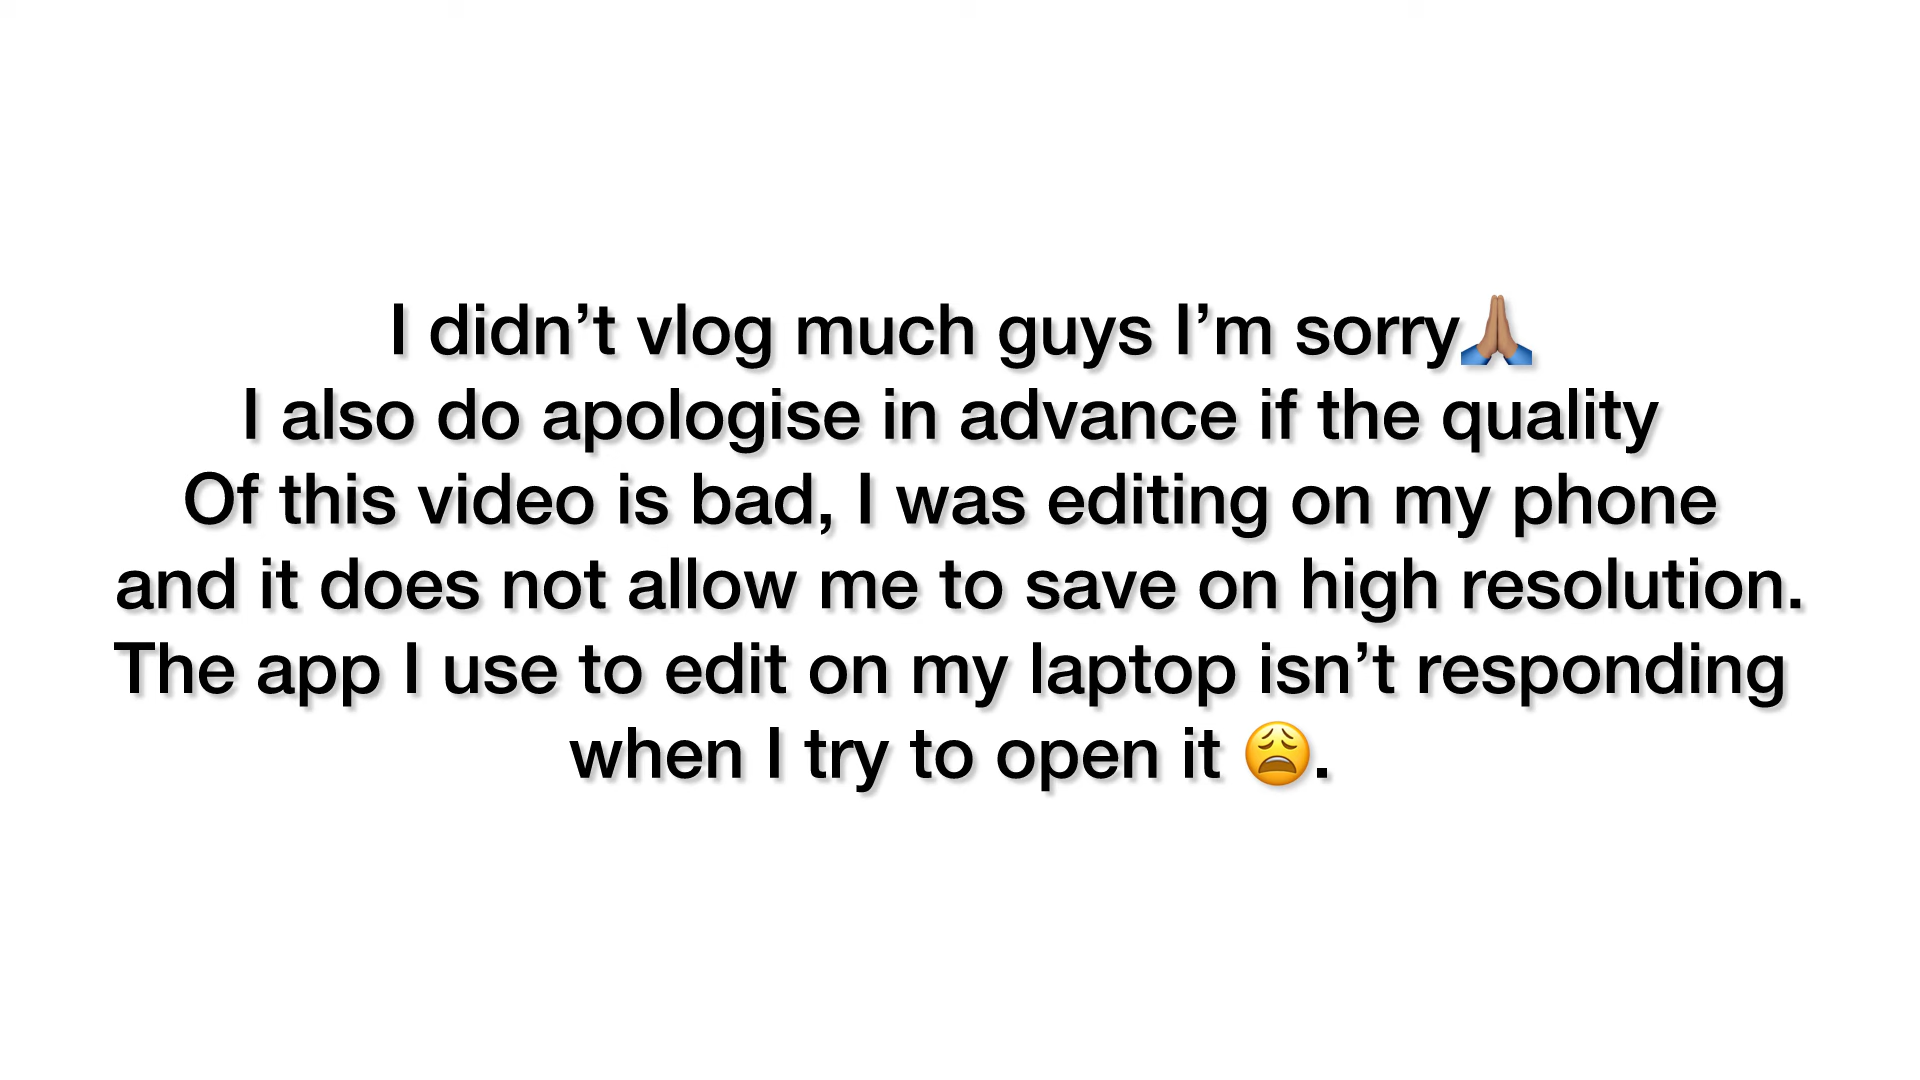 I didn’t vlog much guys I’m sorry🙏🏽
I also do apologise in advance if the quality
Of this video is bad, I was editing on my phone
and it does not allow me to save on high resolution.
The app I use to edit on my laptop isn’t responding
when I try to open it 😩.